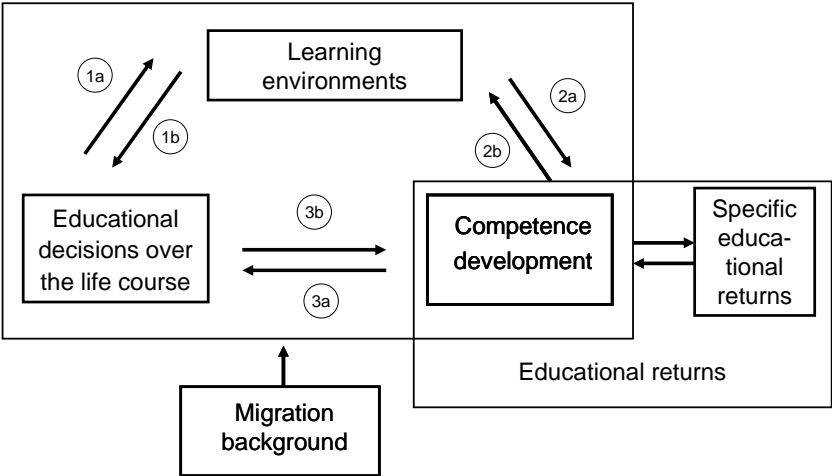 Learning
environments
1a
1b
2a
2b
Educational
decisions over
the life course
3b
3a
Competence
development
Specific
educa-
tional
returns
Educational returns
Migration
background